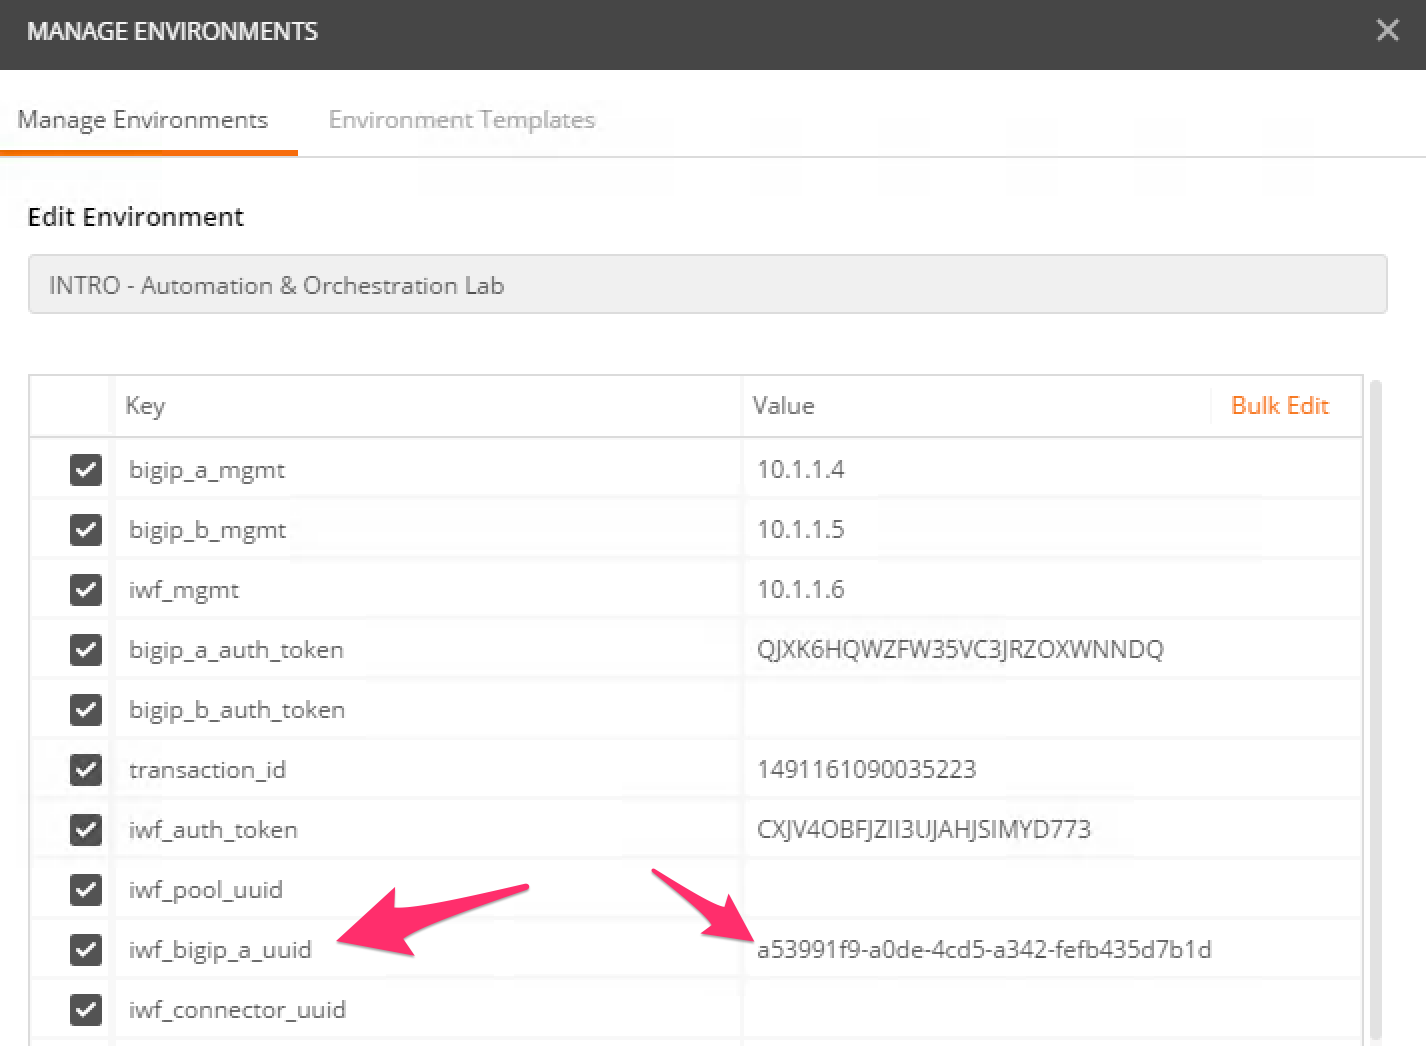 MANAGE ENVIRONMENTS
Manage Environments Environment Templates
Edit Environment
INTRO - Automation & Orchestration Lab
Key Value Bulk Edit
bigip_a_mgmt 10.1.1.4
bigip_b_mgmt 10.1.1.5
iwf_mgmt 10.1.1.6
bigip_a_auth_token QJXK6HQWZFW35VC3JRZOXWNNDQ
bigip_b_auth_token
transaction_id 1491161090035223
iwf_auth_token CXJV4OBFJZII3UJAHJSIMYD773
iwf_pool_uuid
iwf_bigip_a_uuid a53991f9-a0de-4cd5-a342-fefb435d7b1d
iwf_connector_uuid